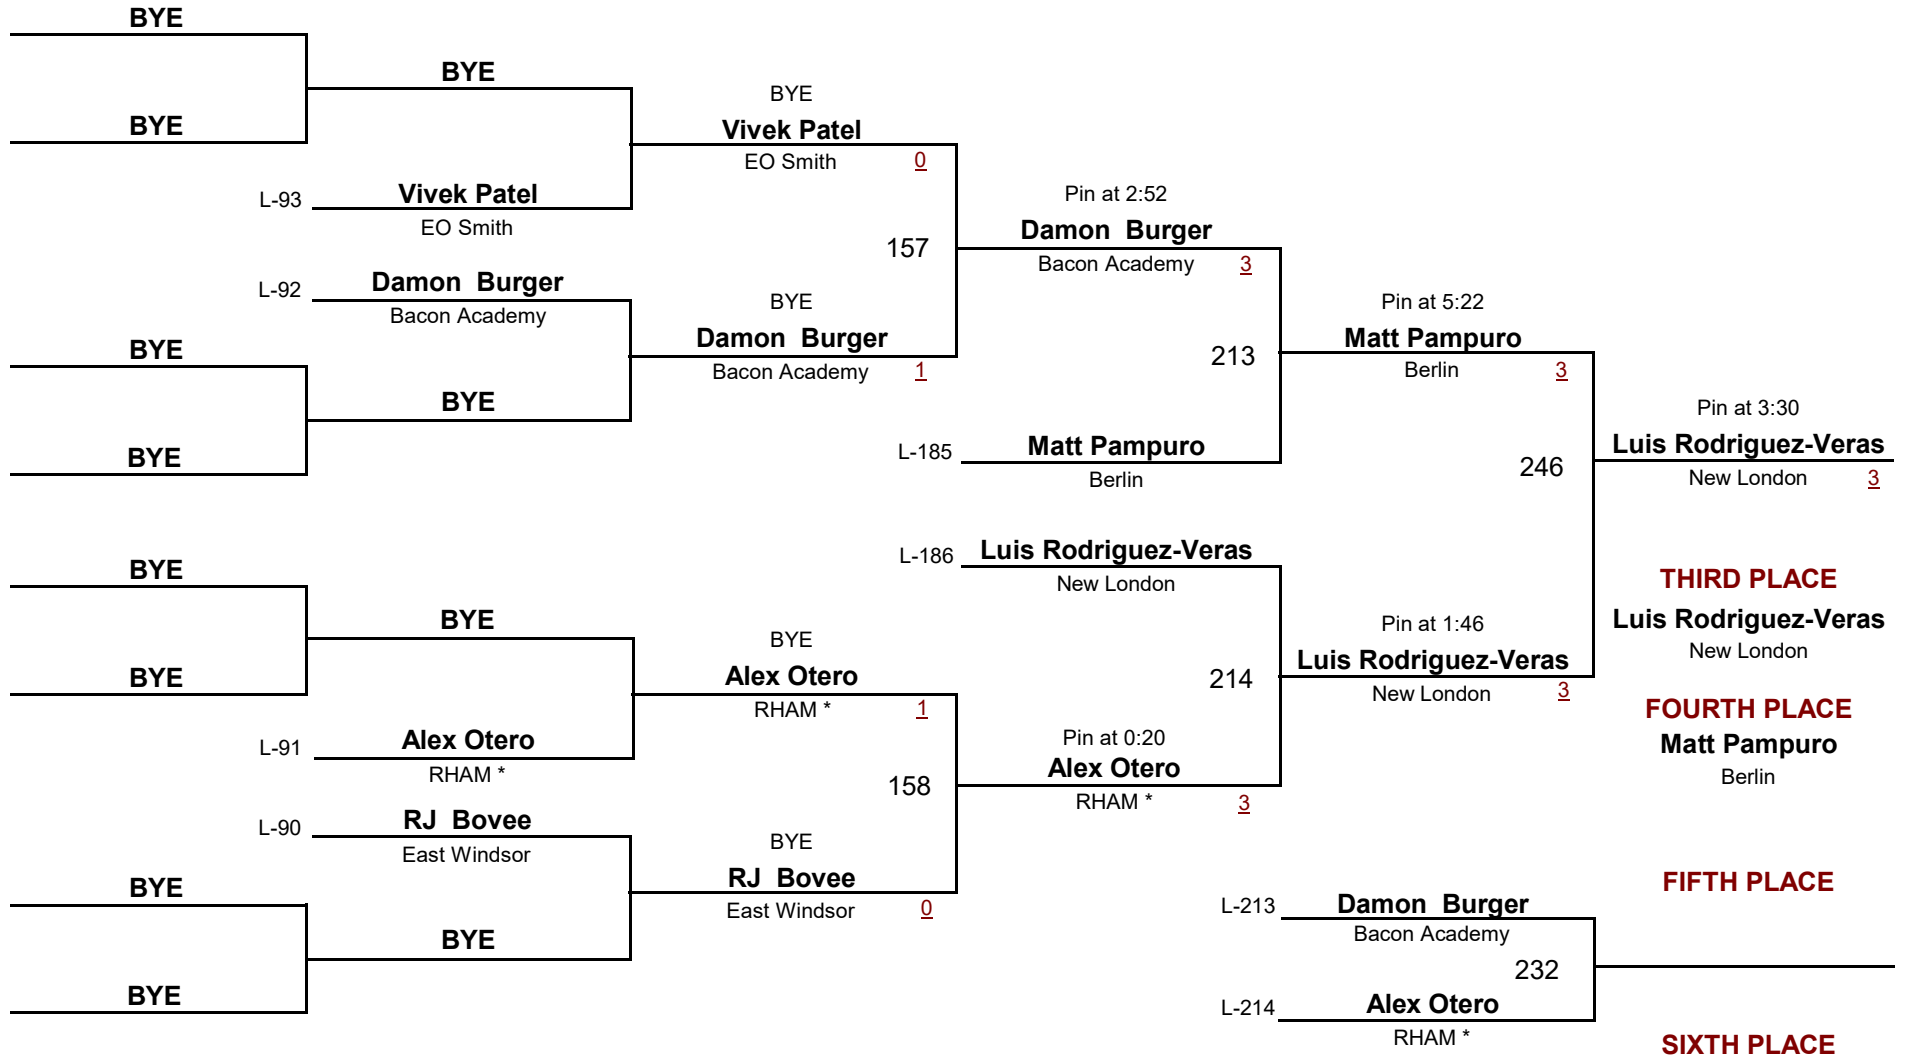 BYE
BYE
BYE
BYE
Vivek Patel
EO Smith 0
L-93 Vivek Patel
EO Smith
157
Pin at 2:52
Damon Burger
Bacon Academy 3
L-92 Damon Burger
Bacon Academy
BYE
Damon Burger
Bacon Academy 1
BYE
BYE
BYE
213
Pin at 5:22
Matt Pampuro
Berlin 3
L-185 Matt Pampuro
Berlin
246
Pin at 3:30
Luis Rodriguez-Veras
New London 3
L-186 Luis Rodriguez-Veras
New London
BYE
BYE
BYE
BYE
Alex Otero
RHAM * 1
L-91 Alex Otero
RHAM *
158
Pin at 0:20
Alex Otero
RHAM * 3
214
Pin at 1:46
Luis Rodriguez-Veras
New London 3
THIRD PLACE
Luis Rodriguez-Veras
New London
FOURTH PLACE
Matt Pampuro
Berlin
L-90 RJ Bovee
East Windsor
BYE
RJ Bovee
East Windsor 0
BYE
BYE
BYE
FIFTH PLACE
L-213 Damon Burger
Bacon Academy
232
L-214 Alex Otero
RHAM *
SIXTH PLACE